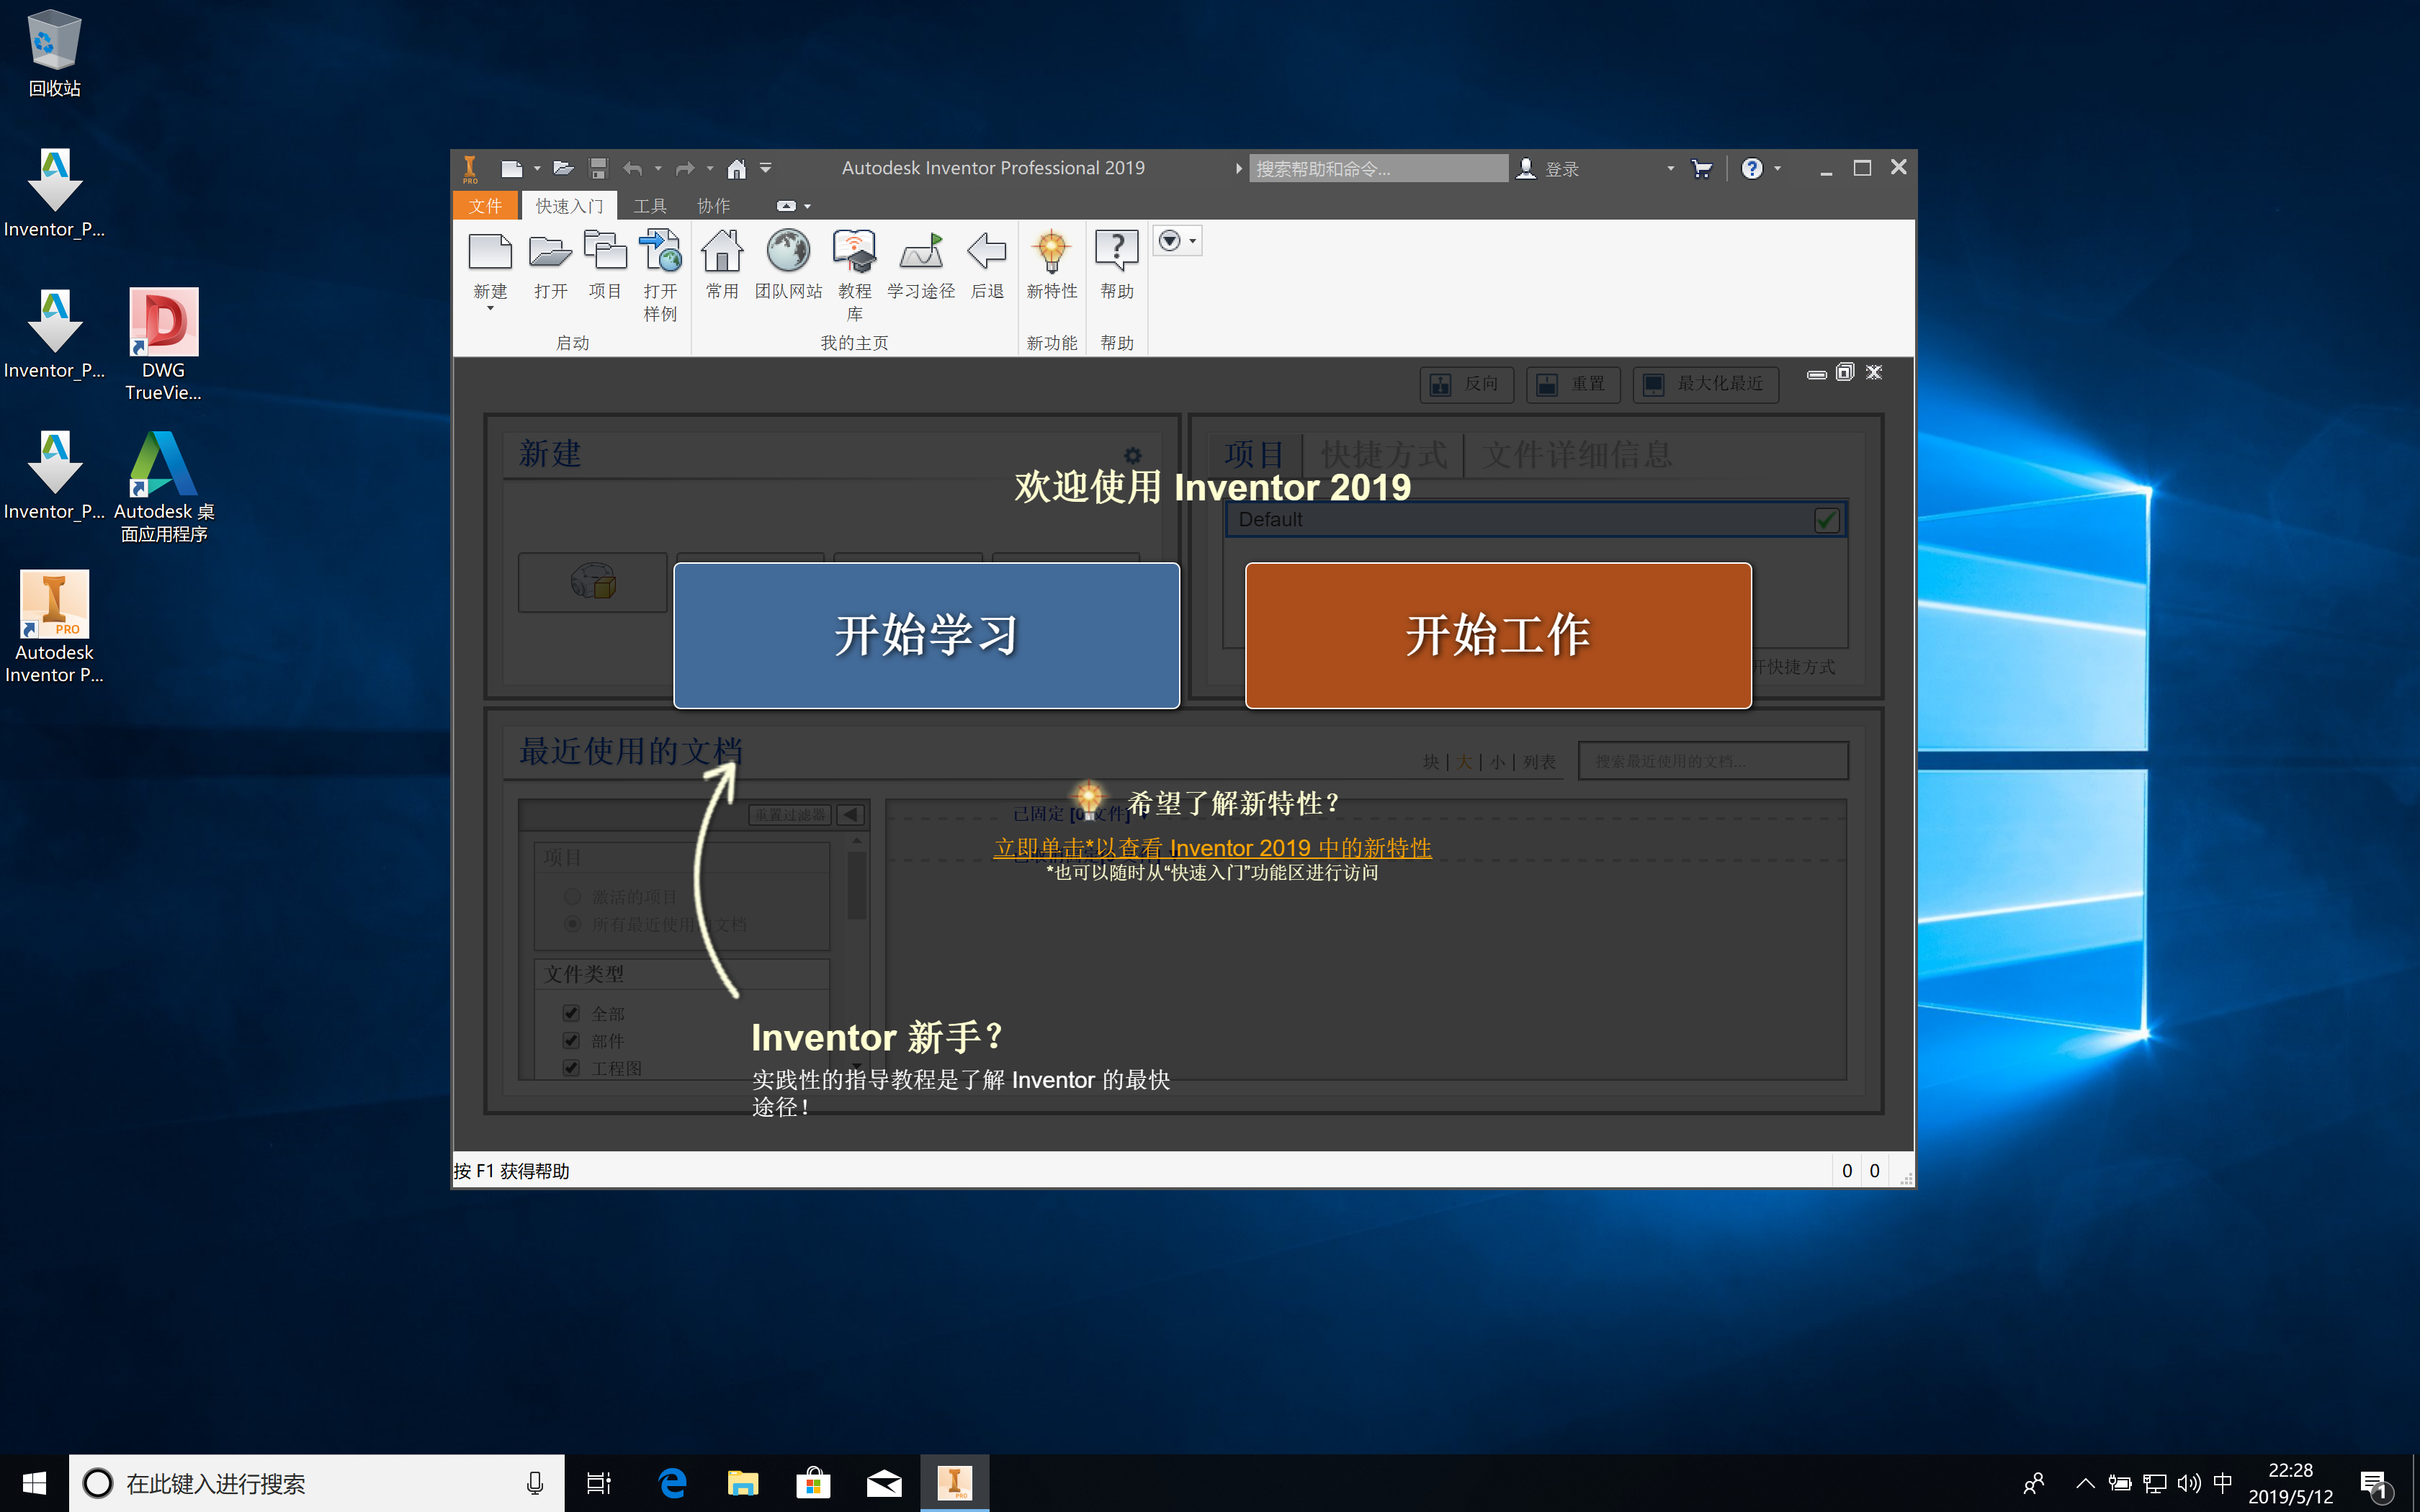 回收站
Inventor_P...
Inventor_P...
DWG
TrueVie...
Inventor_P...
Autodesk 桌
面应用程序
PRO
Autodesk
Inventor P...
PRO
Autodesk Inventor Professional 2019
搜索帮助和命令...
登录
文件
快速入门
工具
协作
新建
打开
项目
打开
样例
常用
团队网站
教程
库
学习途径
后退
新特性
帮助
启动
我的主页
新功能
帮助
反向
重置
最大化最近
新建
项目
快捷方式
文件详细信息
欢迎使用 Inventor 2019
Default
开始学习
开始工作
开快捷方式
最近使用的文档
块 | 大 | 小 | 列表
搜索最近使用的文档...
重置过滤器
希望了解新特性？
立即单击*以查看 Inventor 2019 中的新特性
*也可以随时从“快速入门”功能区进行访问
项目
激活的项目
所有最近使用的文档
文件类型
全部
部件
工程图
Inventor 新手？
实践性的指导教程是了解 Inventor 的最快
途径！
按 F1 获得帮助
0
0
在此键入进行搜索
PRO
中
22:28
2019/5/12
1